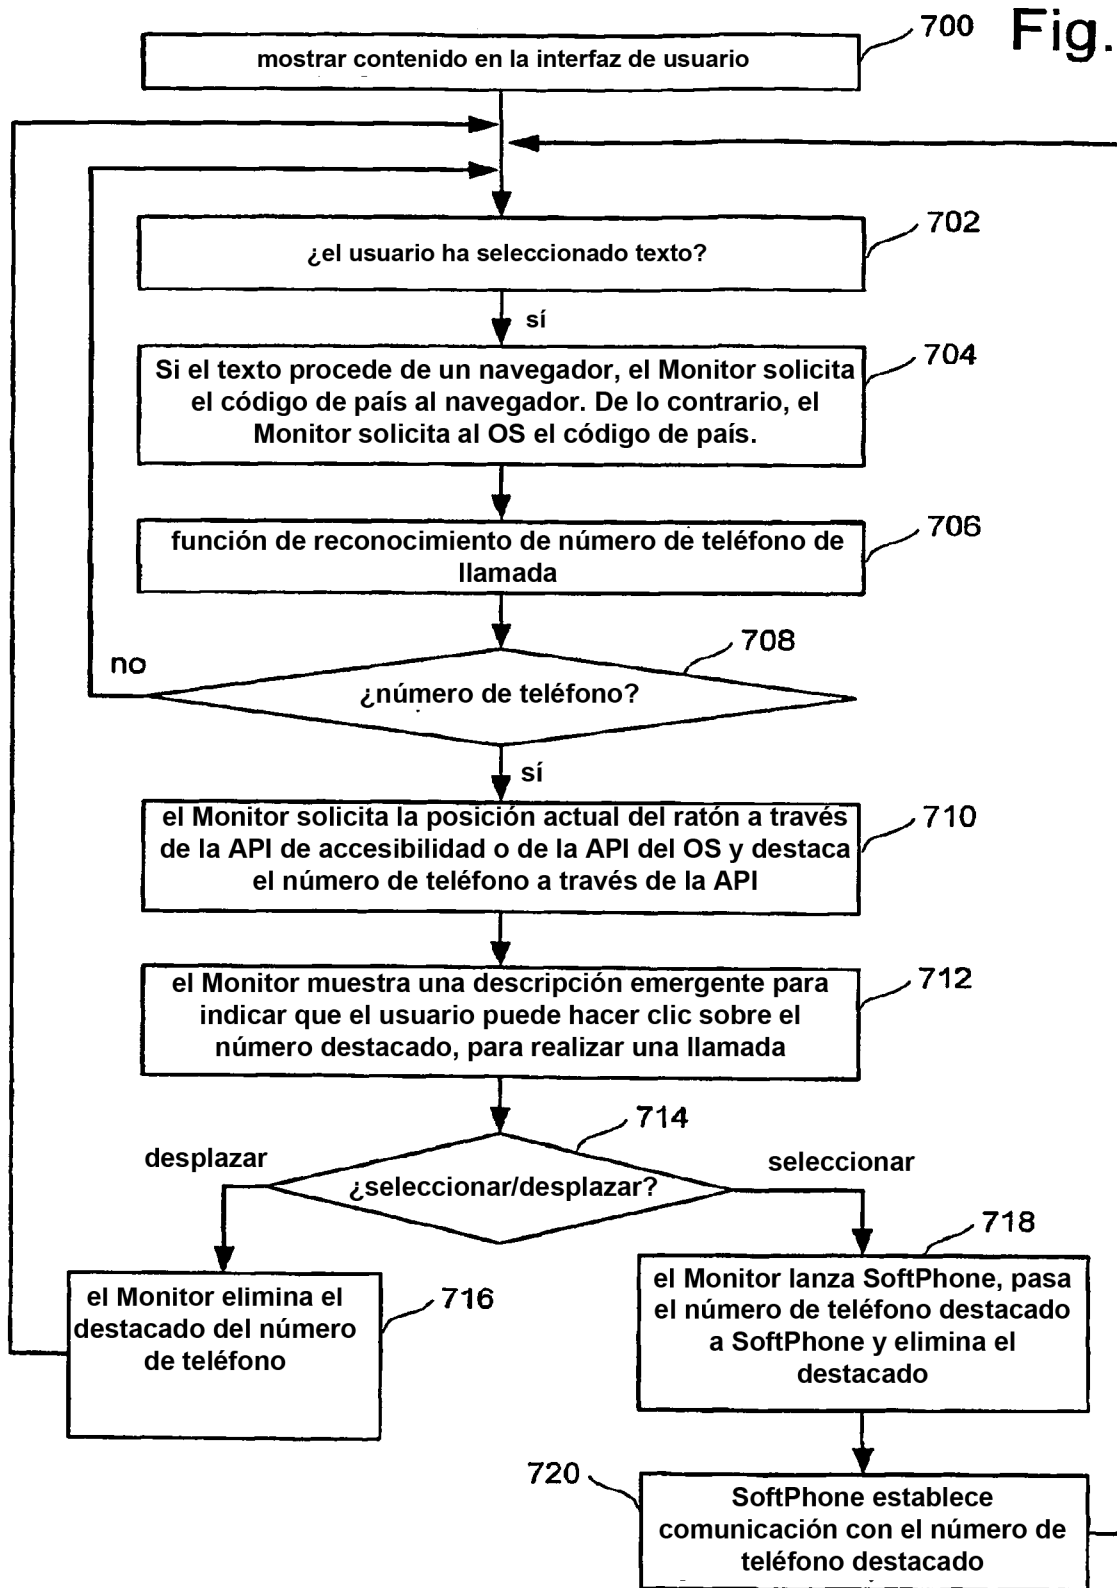 700
Fig.
mostrar contenido en la interfaz de usuario
702
¿el usuario ha seleccionado texto?
sí
704
Si el texto procede de un navegador, el Monitor solicita
el código de país al navegador. De lo contrario, el
Monitor solicita al OS el código de país.
706
función de reconocimiento de número de teléfono de
llamada
708
no
¿número de teléfono?
sí
710
el Monitor solicita la posición actual del ratón a través
de la API de accesibilidad o de la API del OS y destaca
el número de teléfono a través de la API
712
el Monitor muestra una descripción emergente para
indicar que el usuario puede hacer clic sobre el
número destacado, para realizar una llamada
714
desplazar
seleccionar
¿seleccionar/desplazar?
716
el Monitor elimina el
destacado del número
de teléfono
718
el Monitor lanza SoftPhone, pasa
el número de teléfono destacado
a SoftPhone y elimina el
destacado
720
SoftPhone establece
comunicación con el número de
teléfono destacado